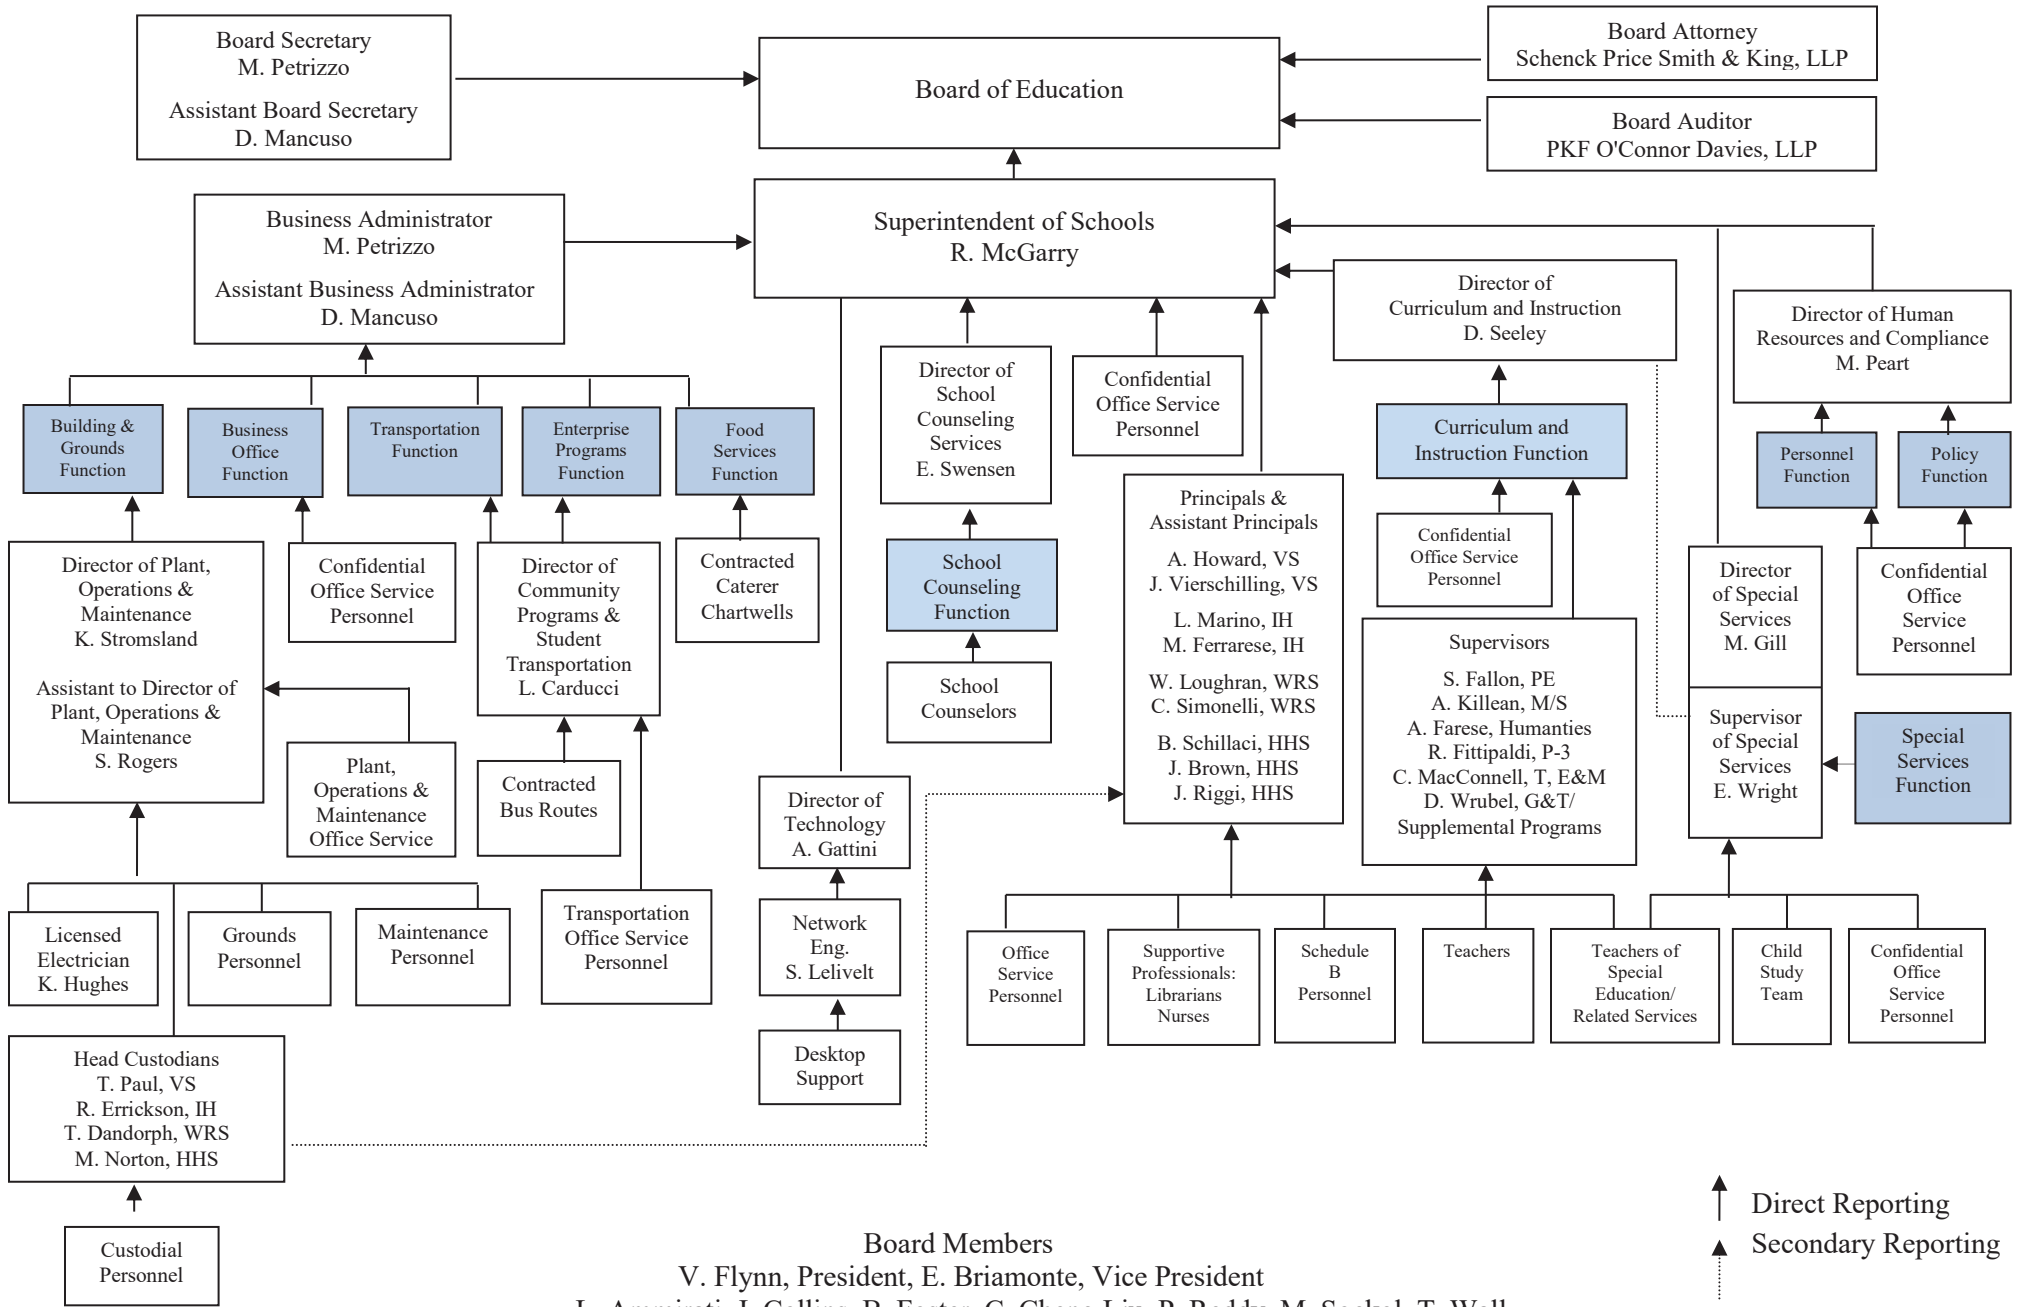 Board Secretary
M. Petrizzo
Assistant Board Secretary
D. Mancuso
Board of Education
Board Attorney
Schenck Price Smith & King, LLP
Board Auditor
PKF O'Connor Davies, LLP
Business Administrator
M. Petrizzo
Assistant Business Administrator
D. Mancuso
Superintendent of Schools
R. McGarry
Director of
Curriculum and Instruction
D. Seeley
Director of Human
Resources and Compliance
M. Peart
Director of
School
Counseling
Services
E. Swensen
Confidential
Office Service
Personnel
Building &
Grounds
Function
Business
Office
Function
Transportation
Function
Enterprise
Programs
Function
Food
Services
Function
Curriculum and
Instruction Function
Personnel
Function
Policy
Function
Director of Plant,
Operations &
Maintenance
K. Stromsland
Assistant to Director of
Plant, Operations &
Maintenance
S. Rogers
Confidential
Office Service
Personnel
Director of
Community
Programs &
Student
Transportation
L. Carducci
Contracted
Caterer
Chartwells
School
Counseling
Function
School
Counselors
Principals &
Assistant Principals
A. Howard, VS
J. Vierschilling, VS
L. Marino, IH
M. Ferrarese, IH
W. Loughran, WRS
C. Simonelli, WRS
B. Schillaci, HHS
J. Brown, HHS
J. Riggi, HHS
Confidential
Office Service
Personnel
Supervisors
S. Fallon, PE
A. Killean, M/S
A. Farese, Humanties
R. Fittipaldi, P-3
C. MacConnell, T, E&M
D. Wrubel, G&T/
Supplemental Programs
Director
of Special
Services
M. Gill
Supervisor
of Special
Services
E. Wright
Confidential
Office
Service
Personnel
Special
Services
Function
Plant,
Operations &
Maintenance
Office Service
Contracted
Bus Routes
Director of
Technology
A. Gattini
Licensed
Electrician
K. Hughes
Grounds
Personnel
Maintenance
Personnel
Transportation
Office Service
Personnel
Network
Eng.
S. Lelivelt
Desktop
Support
Office
Service
Personnel
Supportive
Professionals:
Librarians
Nurses
Schedule
B
Personnel
Teachers
Teachers of
Special
Education/
Related Services
Child
Study
Team
Confidential
Office
Service
Personnel
Head Custodians
T. Paul, VS
R. Errickson, IH
T. Dandorph, WRS
M. Norton, HHS
Custodial
Personnel
Direct Reporting
Secondary Reporting
Board Members
V. Flynn, President, E. Briamonte, Vice President